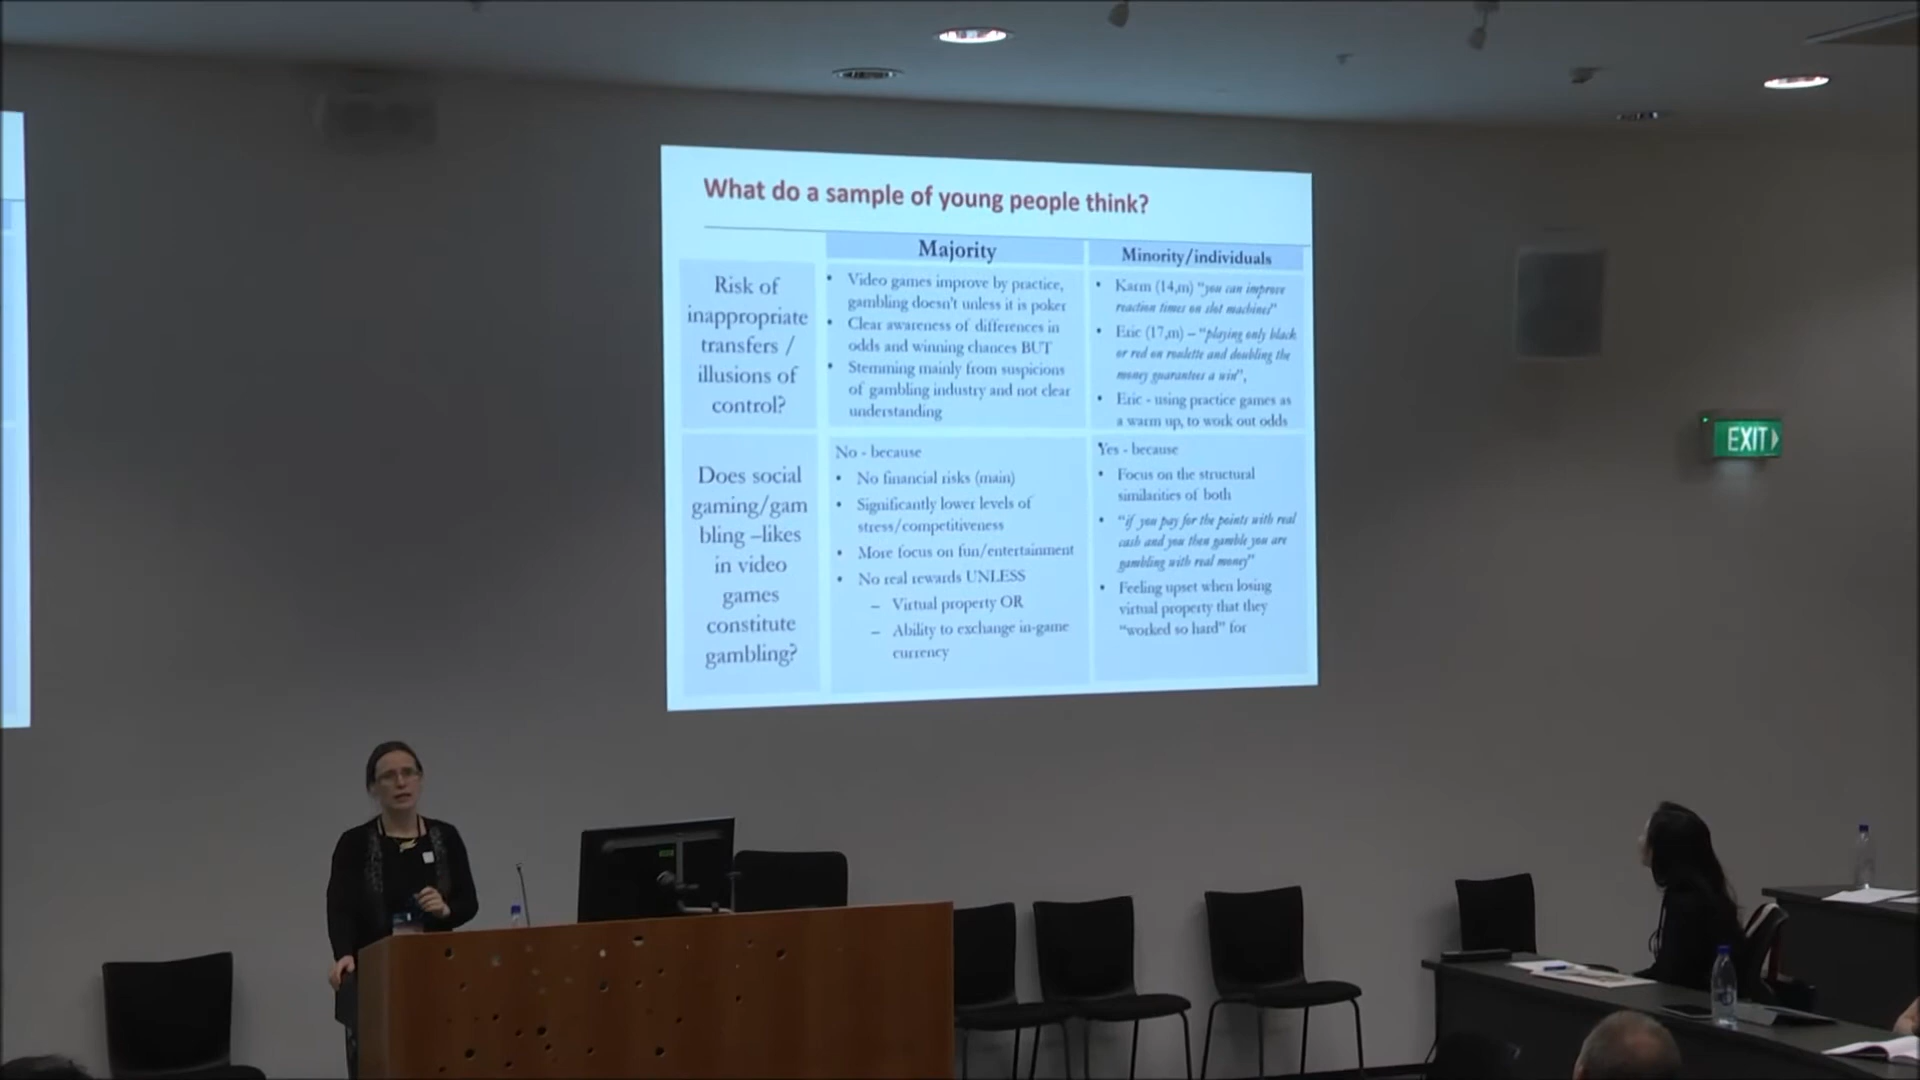 What do a sample of young people think?
Majority
Minority/individuals
Risk of
inappropriate
transfers /
illusions of
control?
• Video games improve by practice,
gambling doesn't unless it is poker
• Clear awareness of differences in
odds and winning chances BUT
• Stemming mainly from suspicions
of gambling industry and not clear
understanding
• Karm (14,m) "you can improve
reaction times on slot machines"
• Eric (17,m) – "playing only black
or red on roulette and doubling the
money guarantees a win",
• Eric - using practice games as
a warm up, to work out odds
Does social
gaming/gam
bling –likes
in video
games
constitute
gambling?
No - because
• No financial risks (main)
• Significantly lower levels of
stress/competitiveness
• More focus on fun/entertainment
• No real rewards UNLESS
– Virtual property OR
– Ability to exchange in-game
currency
Yes - because
• Focus on the structural
similarities of both
• "if you pay for the points with real
cash and you then gamble you are
gambling with real money"
• Feeling upset when losing
virtual property that they
"worked so hard" for
EXIT